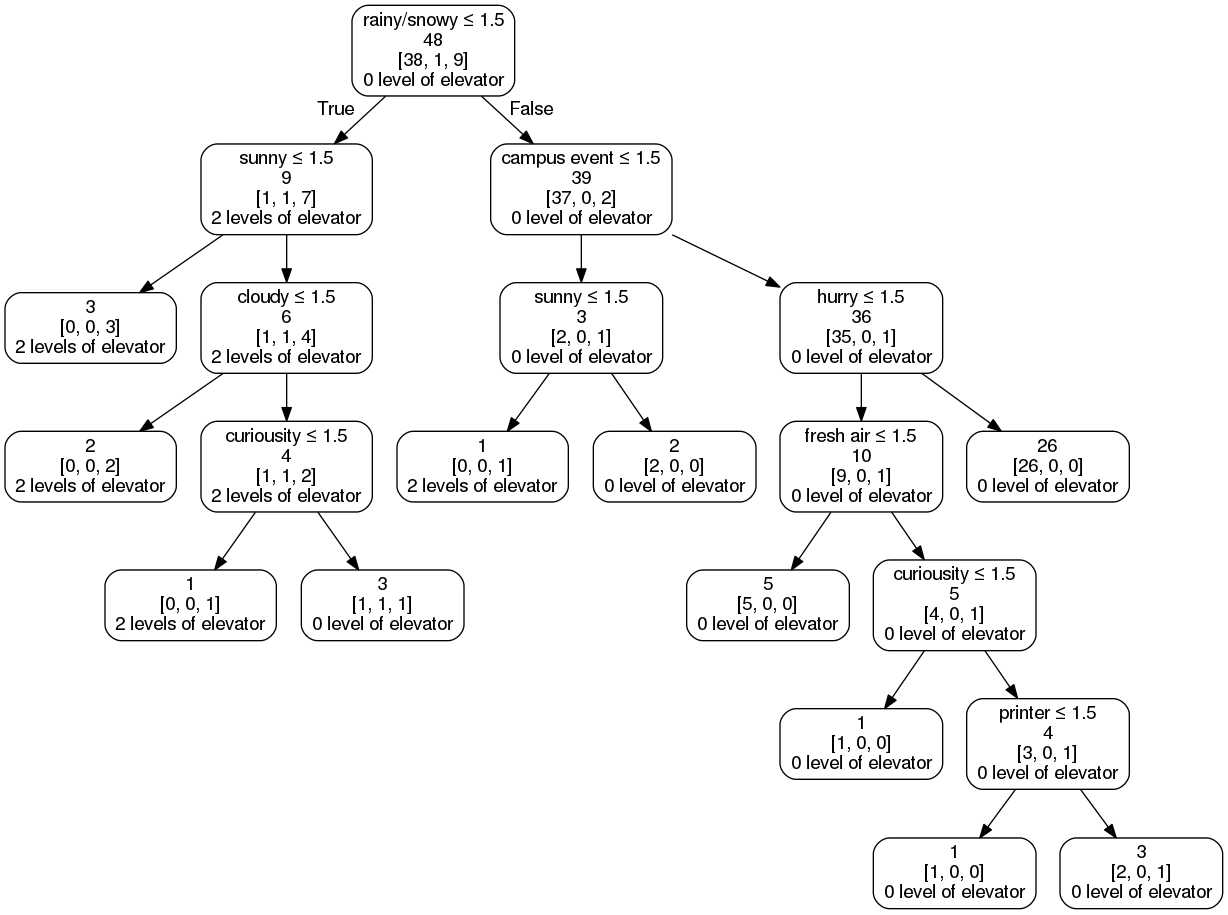 rainy/snowy ≤ 1.5
48
[38, 1, 9]
0 level of elevator
True
False
sunny ≤ 1.5
9
[1, 1, 7]
2 levels of elevator
campus event ≤ 1.5
39
[37, 0, 2]
0 level of elevator
3
[0, 0, 3]
2 levels of elevator
cloudy ≤ 1.5
6
[1, 1, 4]
2 levels of elevator
sunny ≤ 1.5
3
[2, 0, 1]
0 level of elevator
hurry ≤ 1.5
36
[35, 0, 1]
0 level of elevator
2
[0, 0, 2]
2 levels of elevator
curiousity ≤ 1.5
4
[1, 1, 2]
2 levels of elevator
1
[0, 0, 1]
2 levels of elevator
2
[2, 0, 0]
0 level of elevator
fresh air ≤ 1.5
10
[9, 0, 1]
0 level of elevator
26
[26, 0, 0]
0 level of elevator
1
[0, 0, 1]
2 levels of elevator
3
[1, 1, 1]
0 level of elevator
5
[5, 0, 0]
0 level of elevator
curiousity ≤ 1.5
5
[4, 0, 1]
0 level of elevator
1
[1, 0, 0]
0 level of elevator
printer ≤ 1.5
4
[3, 0, 1]
0 level of elevator
1
[1, 0, 0]
0 level of elevator
3
[2, 0, 1]
0 level of elevator